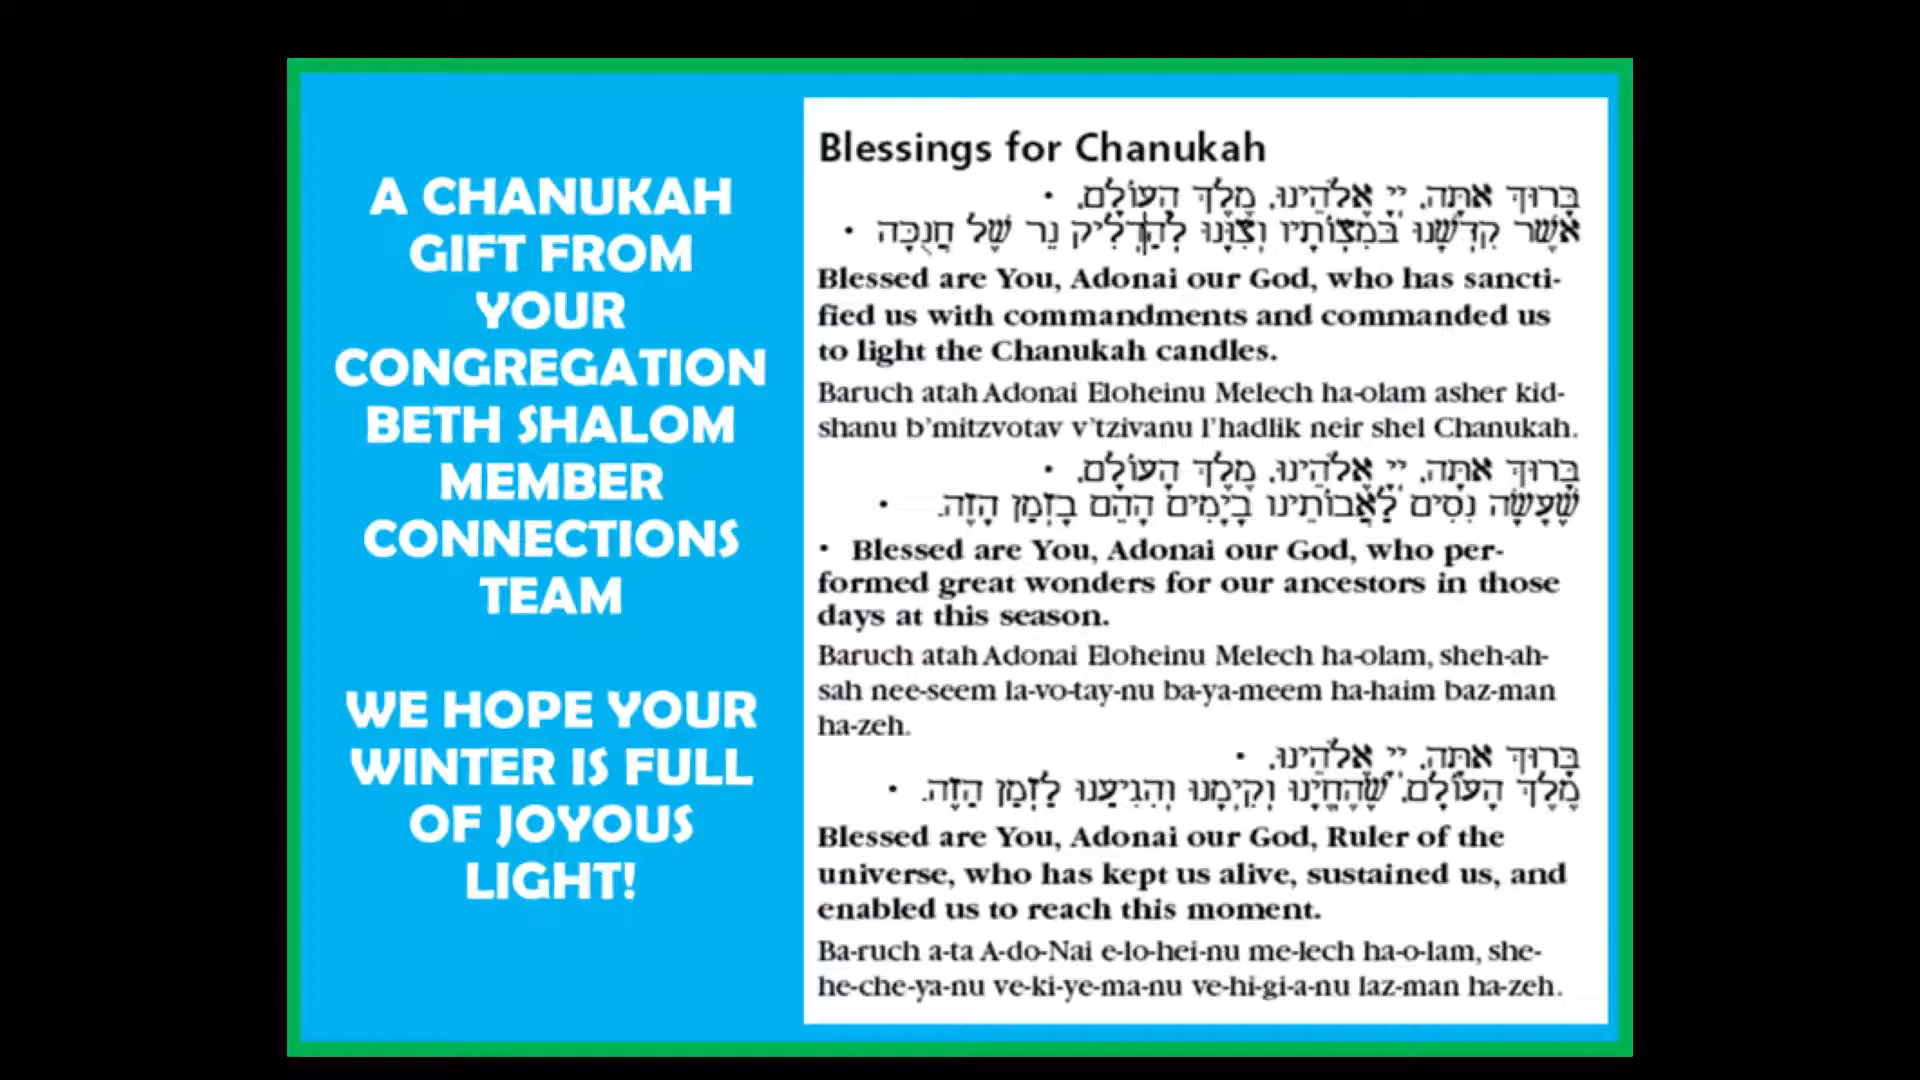 A CHANUKAH
GIFT FROM
YOUR
CONGREGATION
BETH SHALOM
MEMBER
CONNECTIONS
TEAM
WE HOPE YOUR
WINTER IS FULL
OF JOYOUS
LIGHT!
Blessings for Chanukah
בָּרוּךְ אַתָּה, יְיָ אֱלֹהֵינוּ, מֶלֶךְ הָעוֹלָם, •
אֲשֶׁר קִדְּשָׁנוּ בְּמִצְוֹתָיו וְצִוָּנוּ לְהַדְלִיק נֵר שֶׁל חֲנֻכָּה •
Blessed are You, Adonai our God, who has sancti-
fied us with commandments and commanded us
to light the Chanukah candles.
Baruch atah Adonai Eloheinu Melech ha-olam asher kid-
shanu b'mitzvotav v'tzivanu l'hadlik neir shel Chanukah.
בָּרוּךְ אַתָּה, יְיָ אֱלֹהֵינוּ, מֶלֶךְ הָעוֹלָם, •
שֶׁעָשָׂה נִסִּים לַאֲבוֹתֵינוּ בַּיָּמִים הָהֵם בַּזְּמַן הַזֶּה. •
• Blessed are You, Adonai our God, who per-
formed great wonders for our ancestors in those
days at this season.
Baruch atah Adonai Eloheinu Melech ha-olam, sheh-ah-
sah nee-seem la-vo-tay-nu ba-ya-meem ha-haim baz-man
ha-zeh.
בָּרוּךְ אַתָּה, יְיָ אֱלֹהֵינוּ, •
מֶלֶךְ הָעוֹלָם, שֶׁהֶחֱיָנוּ וְקִיְּמָנוּ וְהִגִּיעָנוּ לַזְּמַן הַזֶּה. •
Blessed are You, Adonai our God, Ruler of the
universe, who has kept us alive, sustained us, and
enabled us to reach this moment.
Ba-ruch a-ta A-do-Nai e-lo-hei-nu me-lech ha-o-lam, she-
he-che-ya-nu ve-ki-ye-ma-nu ve-hi-gi-a-nu laz-man ha-zeh.